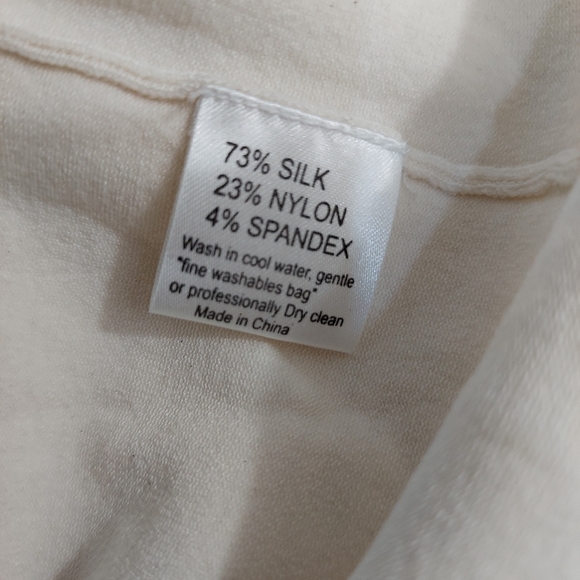 73% SILK
23% NYLON
4% SPANDEX
Wash in cool water, gentle
"fine washables bag"
or professionally Dry clean
Made in China